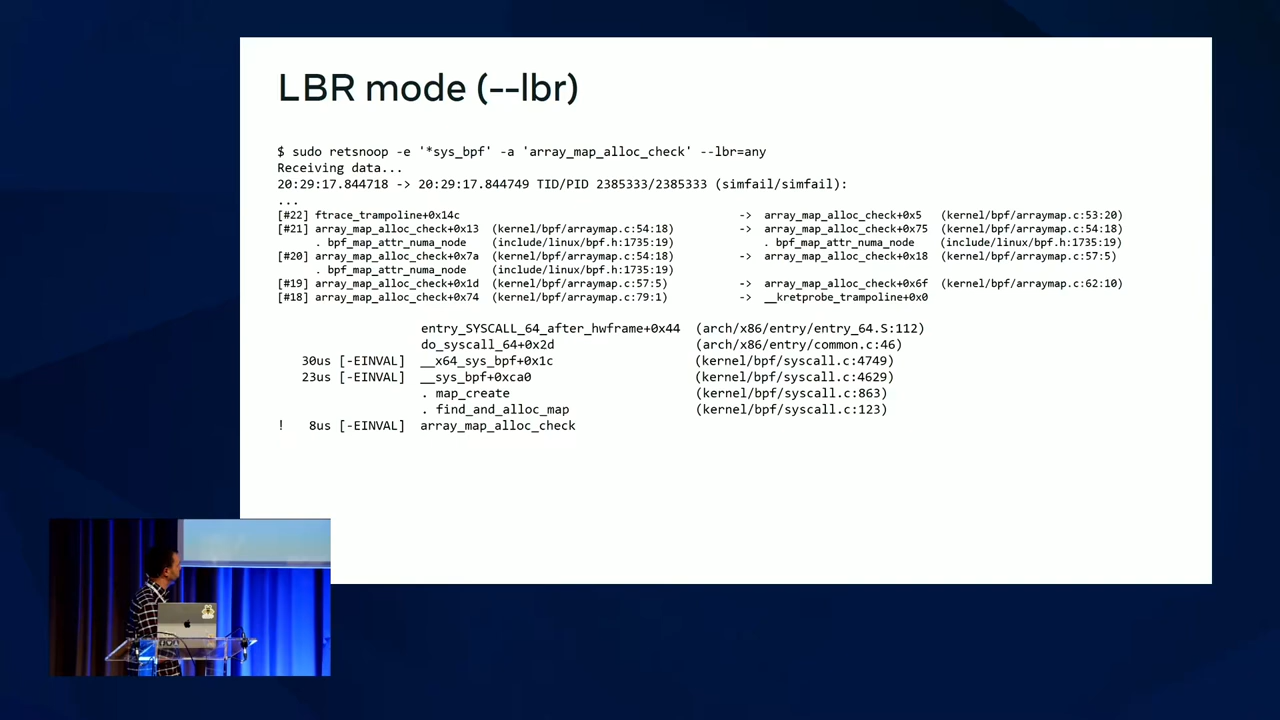 LBR mode (--lbr)
$ sudo retsnoop -e '*sys_bpf' -a 'array_map_alloc_check' --lbr=any
Receiving data...
20:29:17.844718 -> 20:29:17.844749 TID/PID 2385333/2385333 (simfail/simfail):
...
[#22] ftrace_trampoline+0x14c -> array_map_alloc_check+0x5 (kernel/bpf/arraymap.c:53:20)
[#21] array_map_alloc_check+0x13 (kernel/bpf/arraymap.c:54:18) -> array_map_alloc_check+0x75 (kernel/bpf/arraymap.c:54:18)
. bpf_map_attr_numa_node (include/linux/bpf.h:1735:19) . bpf_map_attr_numa_node (include/linux/bpf.h:1735:19)
[#20] array_map_alloc_check+0x7a (kernel/bpf/arraymap.c:54:18) -> array_map_alloc_check+0x18 (kernel/bpf/arraymap.c:57:5)
. bpf_map_attr_numa_node (include/linux/bpf.h:1735:19)
[#19] array_map_alloc_check+0x1d (kernel/bpf/arraymap.c:57:5) -> array_map_alloc_check+0x6f (kernel/bpf/arraymap.c:62:10)
[#18] array_map_alloc_check+0x74 (kernel/bpf/arraymap.c:79:1) -> __kretprobe_trampoline+0x0
entry_SYSCALL_64_after_hwframe+0x44 (arch/x86/entry/entry_64.S:112)
do_syscall_64+0x2d (arch/x86/entry/common.c:46)
30us [-EINVAL] __x64_sys_bpf+0x1c (kernel/bpf/syscall.c:4749)
23us [-EINVAL] __sys_bpf+0xca0 (kernel/bpf/syscall.c:4629)
. map_create (kernel/bpf/syscall.c:863)
. find_and_alloc_map (kernel/bpf/syscall.c:123)
! 8us [-EINVAL] array_map_alloc_check